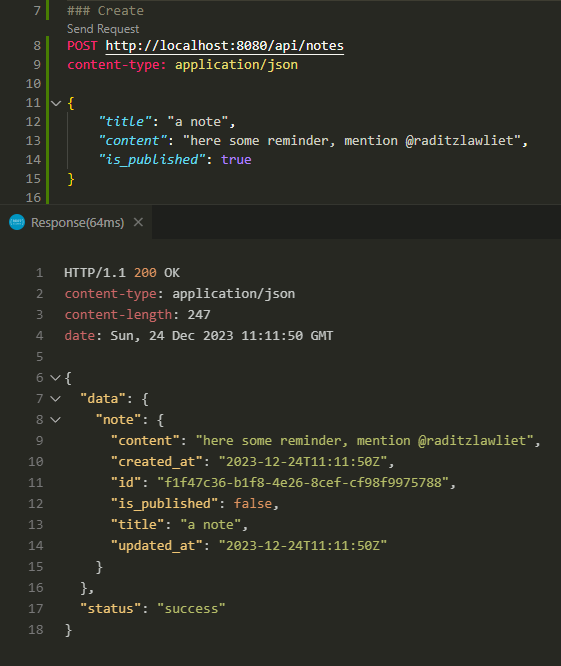 7 ### Create
Send Request
8 POST http://localhost:8080/api/notes
9 content-type: application/json
10
11 {
12 "title": "a note",
13 "content": "here some reminder, mention @raditzlawliet",
14 "is_published": true
15 }
16
Response(64ms) ×
1 HTTP/1.1 200 OK
2 content-type: application/json
3 content-length: 247
4 date: Sun, 24 Dec 2023 11:11:50 GMT
5
6 {
7 "data": {
8 "note": {
9 "content": "here some reminder, mention @raditzlawliet",
10 "created_at": "2023-12-24T11:11:50Z",
11 "id": "f1f47c36-b1f8-4e26-8cef-cf98f9975788",
12 "is_published": false,
13 "title": "a note",
14 "updated_at": "2023-12-24T11:11:50Z"
15 }
16 },
17 "status": "success"
18 }